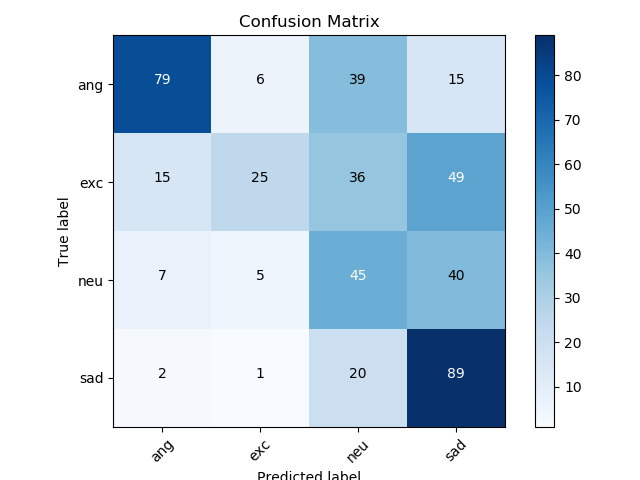 Confusion Matrix
True label
ang 79 6 39 15
exc 15 25 36 49
neu 7 5 45 40
sad 2 1 20 89
ang exc neu sad
Predicted label
80
70
60
50
40
30
20
10